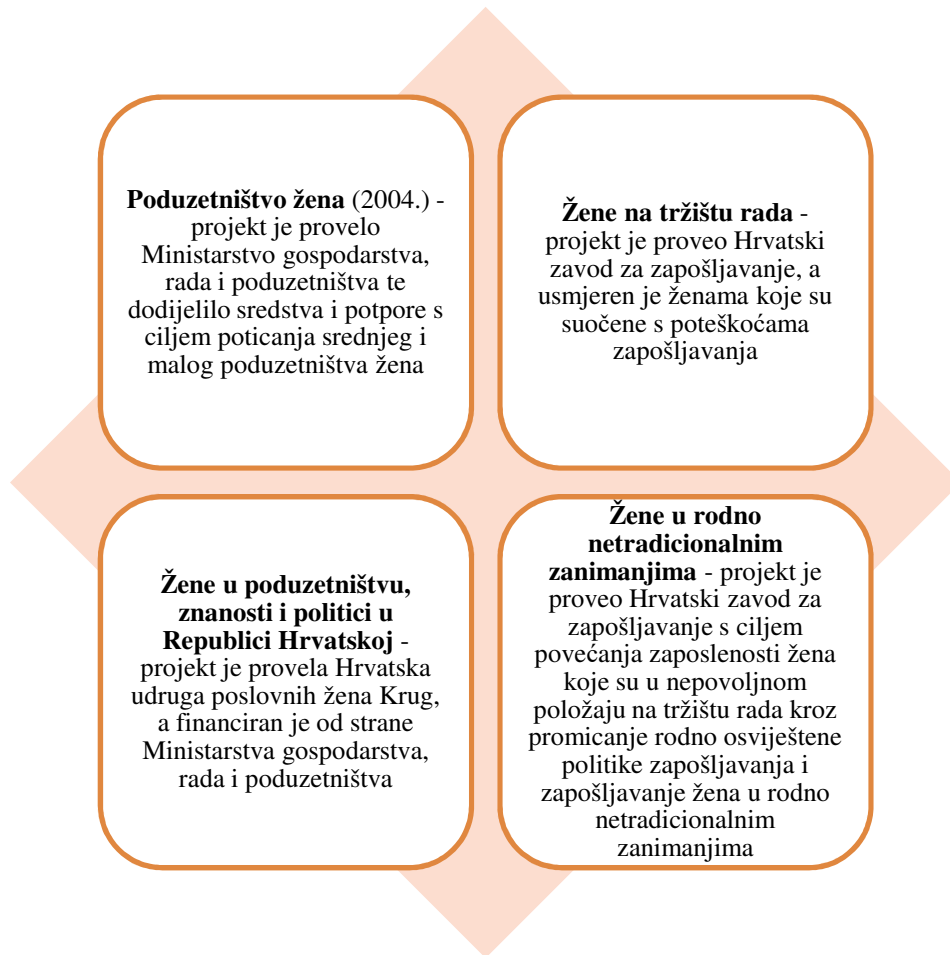 Poduzetništvo žena (2004.) -
projekt je provelo
Ministarstvo gospodarstva,
rada i poduzetništva te
dodijelilo sredstva i potpore s
ciljem poticanja srednjeg i
malog poduzetništva žena
Žene na tržištu rada -
projekt je proveo Hrvatski
zavod za zapošljavanje, a
usmjeren je ženama koje su
suočene s poteškoćama
zapošljavanja
Žene u poduzetništvu,
znanosti i politici u
Republici Hrvatskoj -
projekt je provela Hrvatska
udruga poslovnih žena Krug,
a financiran je od strane
Ministarstva gospodarstva,
rada i poduzetništva
Žene u rodno
netradicionalnim
zanimanjima - projekt je
proveo Hrvatski zavod za
zapošljavanje s ciljem
povećanja zaposlenosti žena
koje su u nepovoljnom
položaju na tržištu rada kroz
promicanje rodno osviještene
politike zapošljavanja i
zapošljavanje žena u rodno
netradicionalnim
zanimanjima